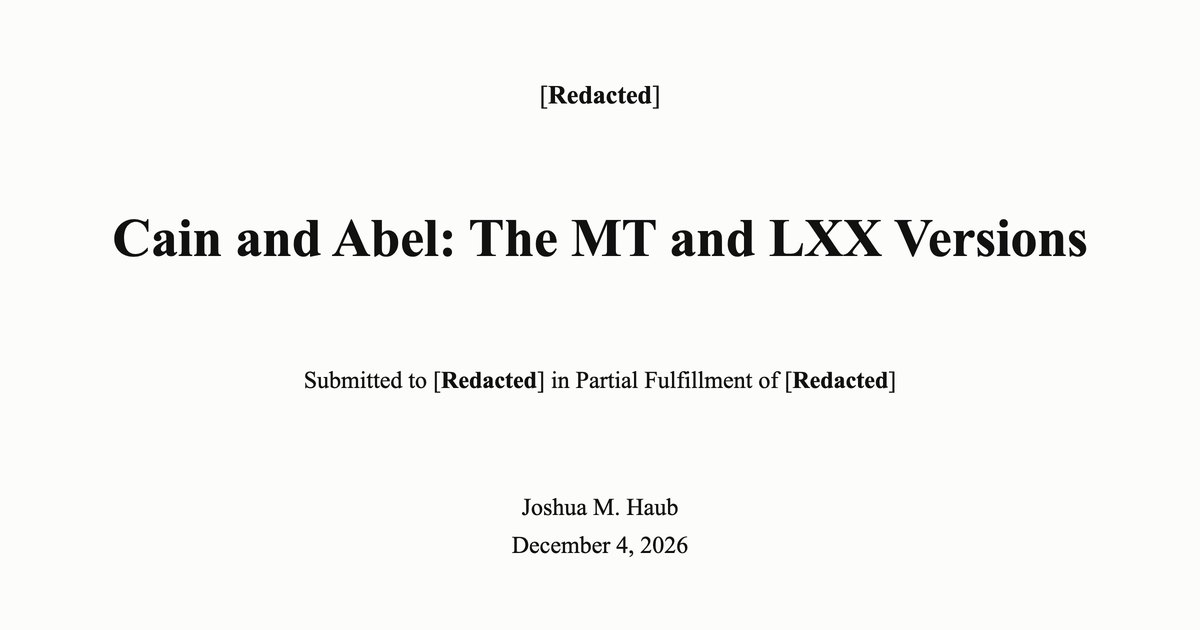 [Redacted]
Cain and Abel: The MT and LXX Versions
Submitted to [Redacted] in Partial Fulfillment of [Redacted]
Joshua M. Haub
December 4, 2026